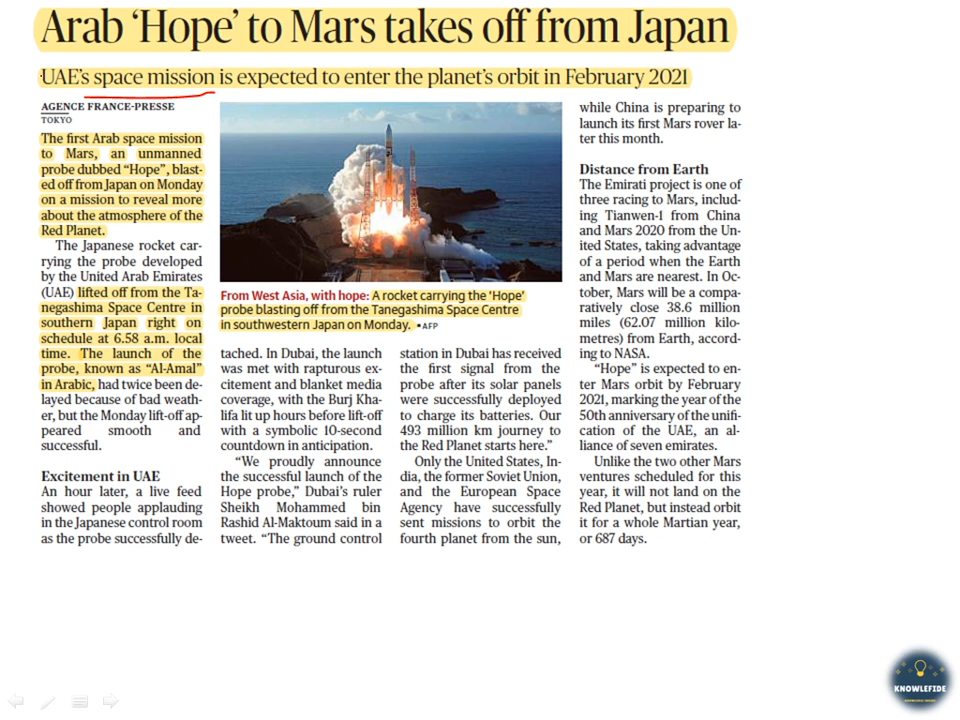 Arab ‘Hope’ to Mars takes off from Japan
UAE’s space mission is expected to enter the planet’s orbit in February 2021
AGENCE FRANCE-PRESSE
TOKYO
The first Arab space mission
to Mars, an unmanned
probe dubbed “Hope”, blast-
ed off from Japan on Monday
on a mission to reveal more
about the atmosphere of the
Red Planet.
The Japanese rocket car-
rying the probe developed
by the United Arab Emirates
(UAE) lifted off from the Ta-
negashima Space Centre in
southern Japan right on
schedule at 6.58 a.m. local
time. The launch of the
probe, known as “Al-Amal”
in Arabic, had twice been de-
layed because of bad weath-
er, but the Monday lift-off ap-
peared smooth and
successful.
Excitement in UAE
An hour later, a live feed
showed people applauding
in the Japanese control room
as the probe successfully de-
From West Asia, with hope: A rocket carrying the ‘Hope’
probe blasting off from the Tanegashima Space Centre
in southwestern Japan on Monday. ▪AFP
tached. In Dubai, the launch
was met with rapturous ex-
citement and blanket media
coverage, with the Burj Kha-
lifa lit up hours before lift-off
with a symbolic 10-second
countdown in anticipation.
“We proudly announce
the successful launch of the
Hope probe,” Dubai’s ruler
Sheikh Mohammed bin
Rashid Al-Maktoum said in a
tweet. “The ground control
station in Dubai has received
the first signal from the
probe after its solar panels
were successfully deployed
to charge its batteries. Our
493 million km journey to
the Red Planet starts here.”
Only the United States, In-
dia, the former Soviet Union,
and the European Space
Agency have successfully
sent missions to orbit the
fourth planet from the sun,
while China is preparing to
launch its first Mars rover la-
ter this month.
Distance from Earth
The Emirati project is one of
three racing to Mars, includ-
ing Tianwen-1 from China
and Mars 2020 from the Un-
ited States, taking advantage
of a period when the Earth
and Mars are nearest. In Oc-
tober, Mars will be a compa-
ratively close 38.6 million
miles (62.07 million kilo-
metres) from Earth, accord-
ing to NASA.
“Hope” is expected to en-
ter Mars orbit by February
2021, marking the year of the
50th anniversary of the unifi-
cation of the UAE, an al-
liance of seven emirates.
Unlike the two other Mars
ventures scheduled for this
year, it will not land on the
Red Planet, but instead orbit
it for a whole Martian year,
or 687 days.
KNOWLEFIDE